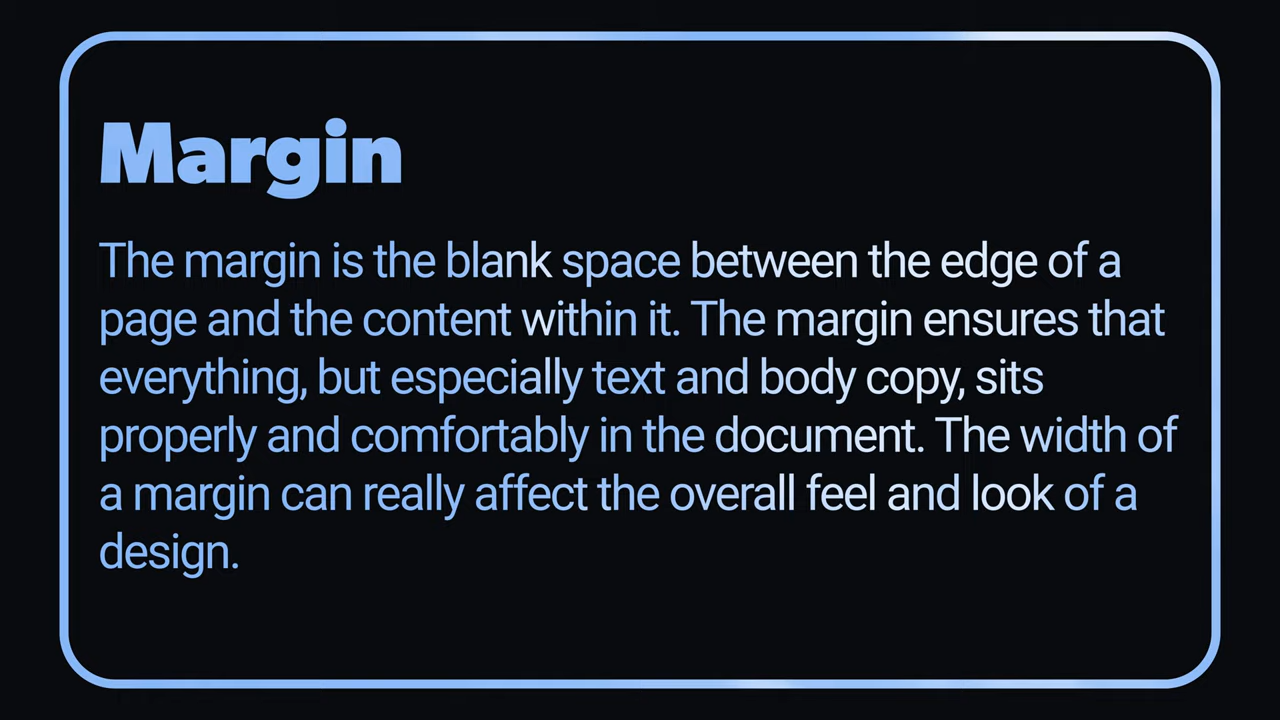 Margin
The margin is the blank space between the edge of a
page and the content within it. The margin ensures that
everything, but especially text and body copy, sits
properly and comfortably in the document. The width of
a margin can really affect the overall feel and look of a
design.